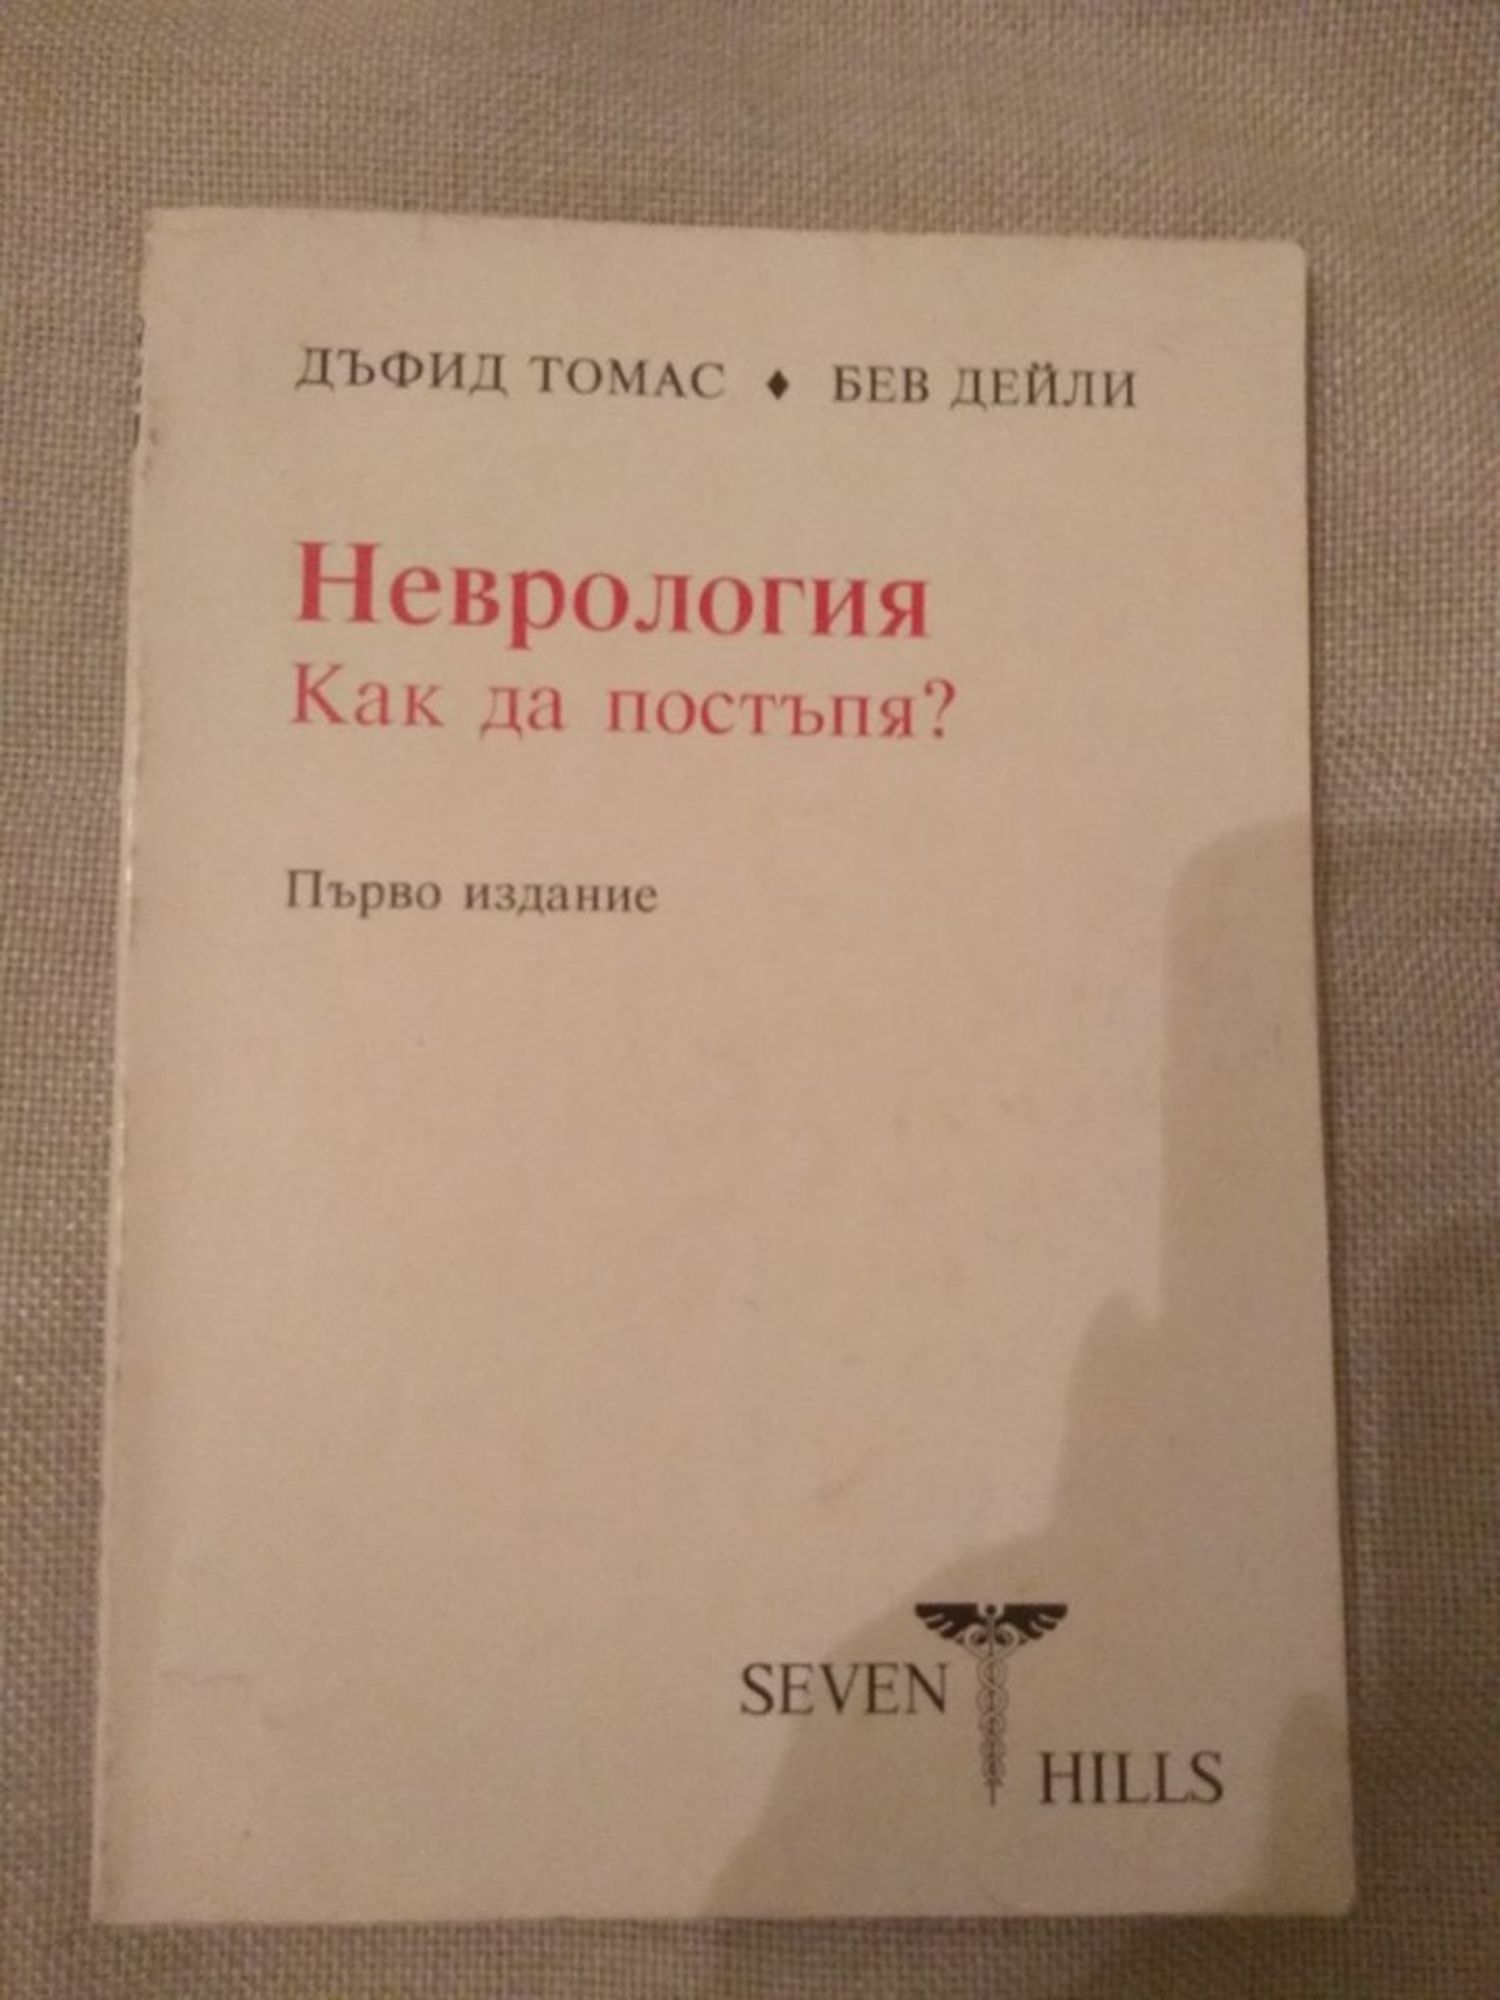 ДЪФИД ТОМАС ♦ БЕВ ДЕЙЛИ
Неврология
Как да постъпя?
Първо издание
SEVEN
HILLS